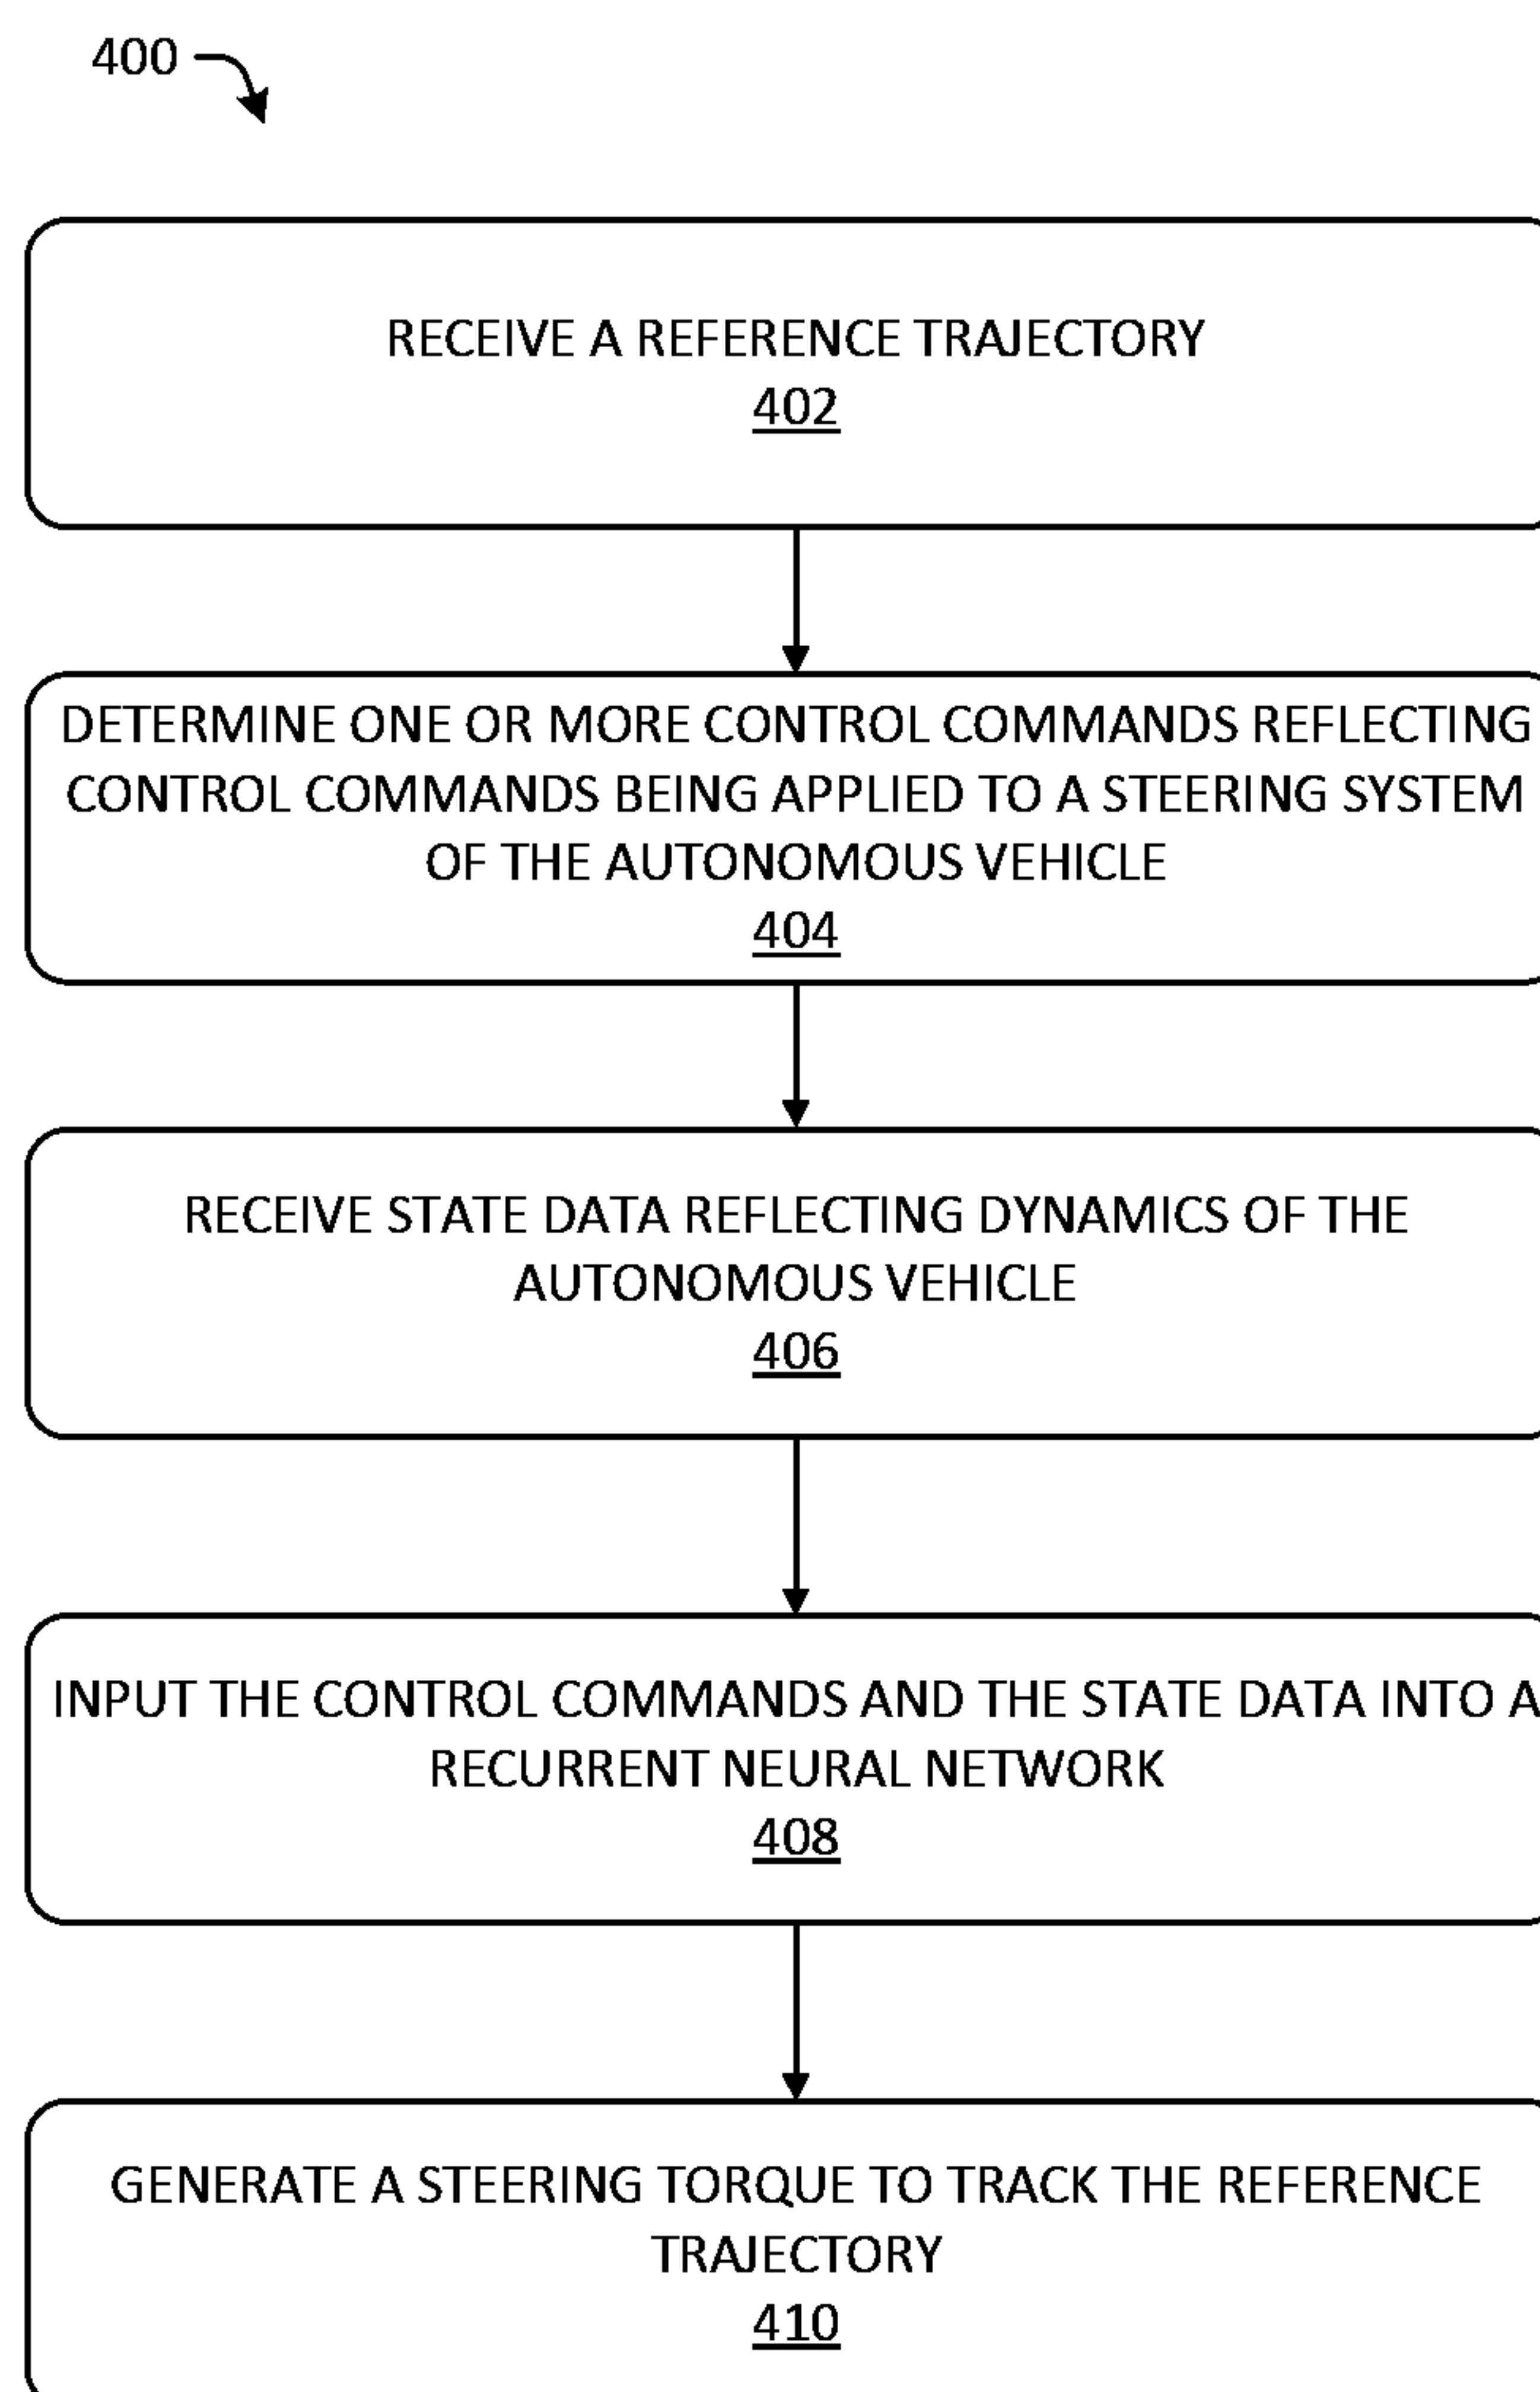 400
RECEIVE A REFERENCE TRAJECTORY
402
DETERMINE ONE OR MORE CONTROL COMMANDS REFLECTING
CONTROL COMMANDS BEING APPLIED TO A STEERING SYSTEM
OF THE AUTONOMOUS VEHICLE
404
RECEIVE STATE DATA REFLECTING DYNAMICS OF THE
AUTONOMOUS VEHICLE
406
INPUT THE CONTROL COMMANDS AND THE STATE DATA INTO A
RECURRENT NEURAL NETWORK
408
GENERATE A STEERING TORQUE TO TRACK THE REFERENCE
TRAJECTORY
410